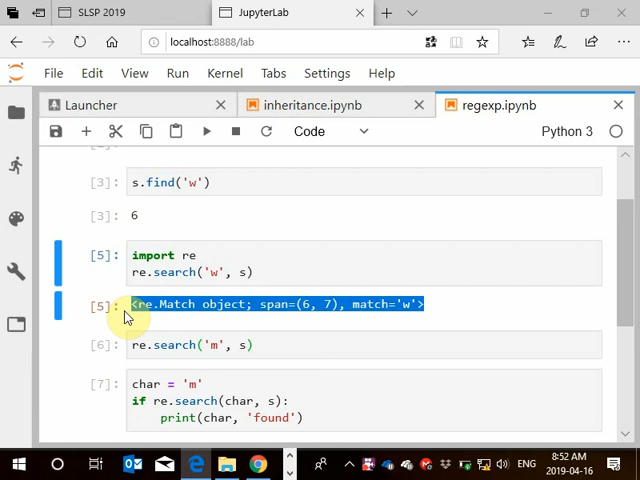 SLSP 2019
JupyterLab
localhost:8888/lab
File Edit View Run Kernel Tabs Settings Help
Launcher
inheritance.ipynb
regexp.ipynb
Code
Python 3
[3]: s.find('w')
[3]: 6
[5]: import re
re.search('w', s)
[5]: <re.Match object; span=(6, 7), match='w'>
[6]: re.search('m', s)
[7]: char = 'm'
if re.search(char, s):
print(char, 'found')
ENG
8:52 AM
2019-04-16